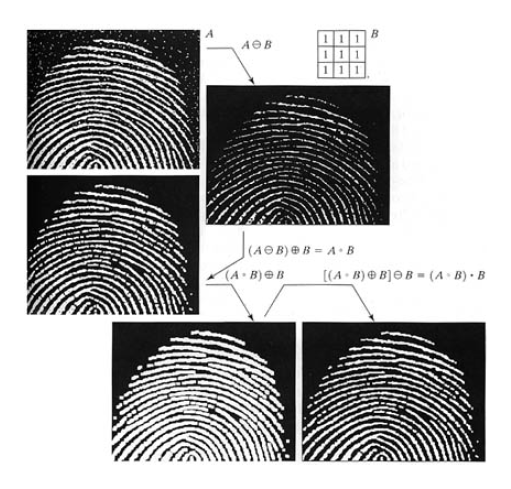 A
A ⊖ B
B
1 1 1
1 1 1
1 1 1
(A ⊖ B) ⊕ B = A ∘ B
(A ∘ B) ⊕ B
[(A ∘ B) ⊕ B] ⊖ B = (A ∘ B) • B